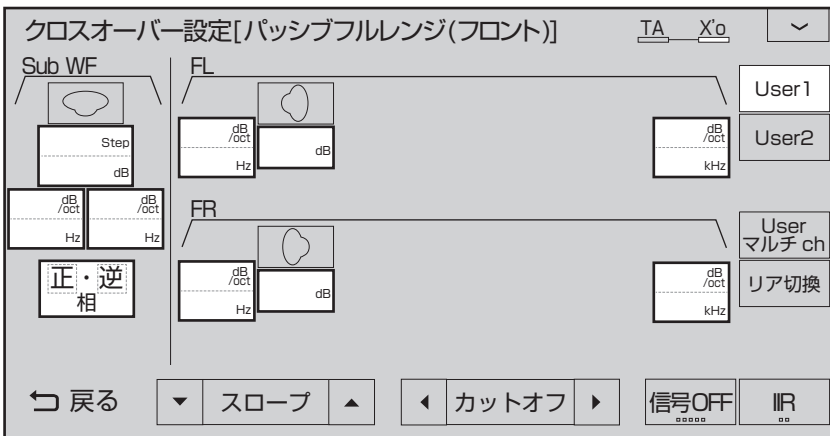 クロスオーバー設定[パッシブフルレンジ(フロント)]
TA X'o
Sub WF
Step
dB
dB/oct
Hz
dB/oct
Hz
正・逆
相
FL
dB/oct
Hz
dB
dB/oct
kHz
FR
dB/oct
Hz
dB
dB/oct
kHz
User1
User2
User
マルチ ch
リア切換
戻る
スロープ
カットオフ
信号OFF
IIR